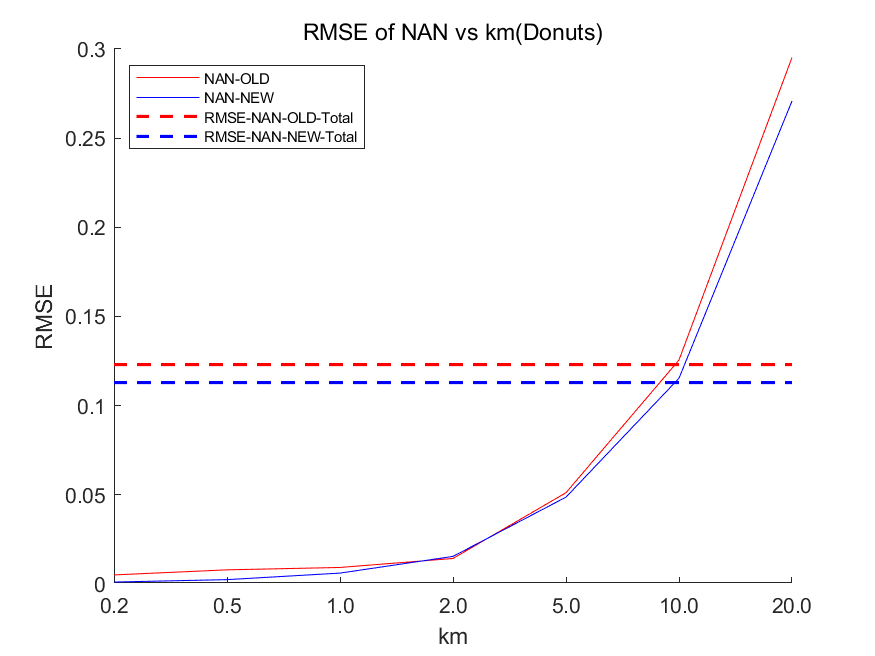 RMSE of NAN vs km(Donuts)
NAN-OLD
NAN-NEW
RMSE-NAN-OLD-Total
RMSE-NAN-NEW-Total
0.3
0.25
0.2
0.15
0.1
0.05
0
RMSE
0.2 0.5 1.0 2.0 5.0 10.0 20.0
km